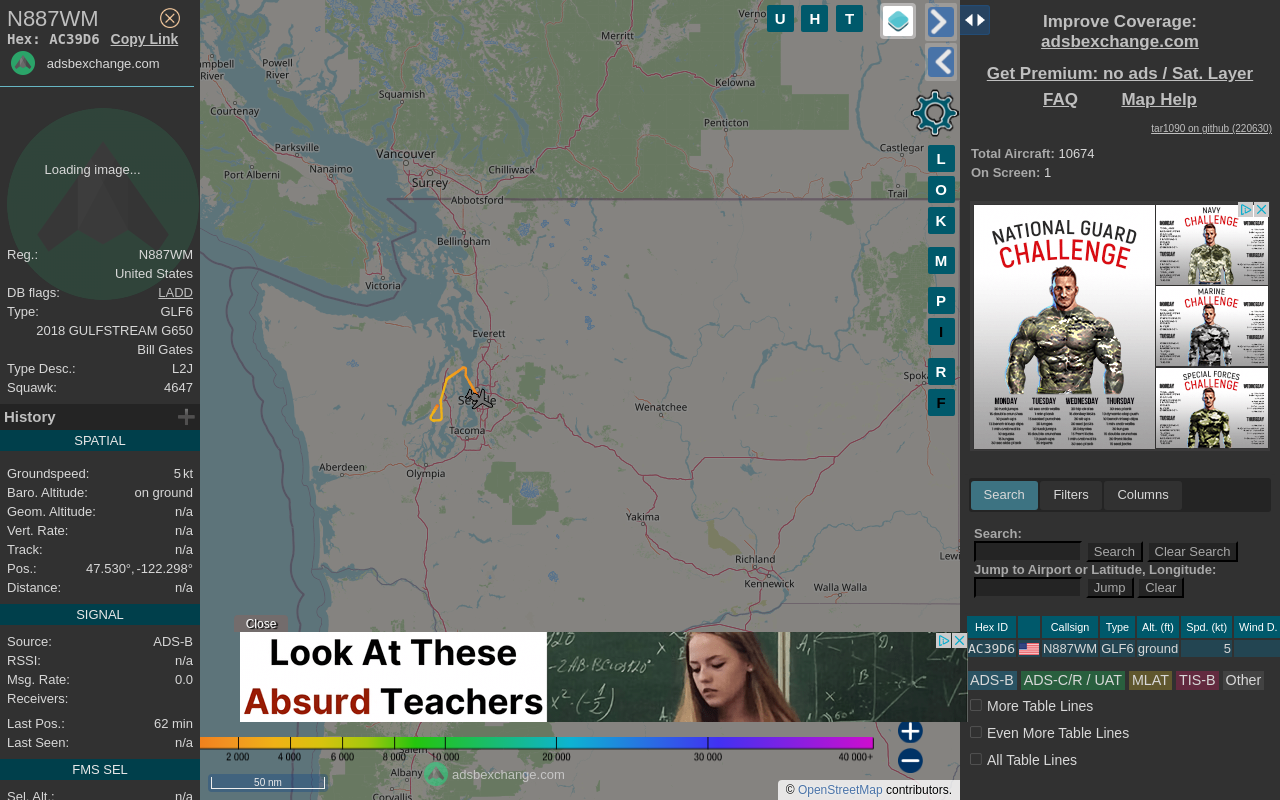 N887WM
Hex: AC39D6 Copy Link
adsbexchange.com
Loading image...
Reg.: N887WM
United States
DB flags: LADD
Type: GLF6
2018 GULFSTREAM G650
Bill Gates
Type Desc.: L2J
Squawk: 4647
History
SPATIAL
Groundspeed: 5 kt
Baro. Altitude: on ground
Geom. Altitude: n/a
Vert. Rate: n/a
Track: n/a
Pos.: 47.530°, -122.298°
Distance: n/a
SIGNAL
Source: ADS-B
RSSI: n/a
Msg. Rate: 0.0
Receivers:
Last Pos.: 62 min
Last Seen: n/a
FMS SEL
Sel. Alt.: n/a
U H T
L
O
K
M
P
I
R
F
Merritt
Powell
River
River
Squamish
Kelowna
Courtenay
Penticton
Parksville
Vancouver
Castlegar
Port Alberni
Nanaimo
Chilliwack
Surrey
Abbotsford
Trail
Bellingham
Victoria
Everett
Wenatchee
Tacoma
Aberdeen
Olympia
Yakima
Richland
Kennewick
Walla Walla
Albany
Corvallis
Close
Look At These
Absurd Teachers
2 000 4 000 6 000 8 000 10 000 20 000 30 000 40 000+
adsbexchange.com
50 nm
© OpenStreetMap contributors.
Improve Coverage:
adsbexchange.com
Get Premium: no ads / Sat. Layer
FAQ Map Help
tar1090 on github (220630)
Total Aircraft: 10674
On Screen: 1
NATIONAL GUARD
CHALLENGE
MONDAY TUESDAY WEDNESDAY THURSDAY
NAVY
CHALLENGE
MARINE
CHALLENGE
SPECIAL FORCES
CHALLENGE
Search Filters Columns
Search:
Search Clear Search
Jump to Airport or Latitude, Longitude:
Jump Clear
Hex ID Callsign Type Alt. (ft) Spd. (kt) Wind D.
AC39D6 N887WM GLF6 ground 5
ADS-B ADS-C/R / UAT MLAT TIS-B Other
More Table Lines
Even More Table Lines
All Table Lines